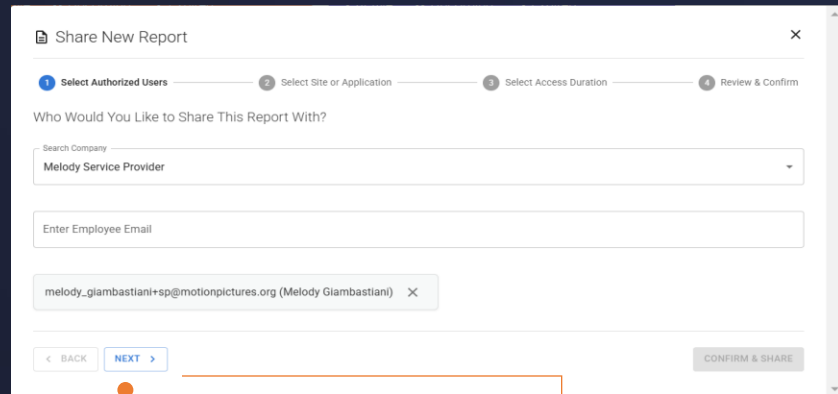 Share New Report
1 Select Authorized Users 2 Select Site or Application 3 Select Access Duration 4 Review & Confirm
Who Would You Like to Share This Report With?
Search Company
Melody Service Provider
Enter Employee Email
melody_giambastiani+sp@motionpictures.org (Melody Giambastiani)
BACK NEXT CONFIRM & SHARE